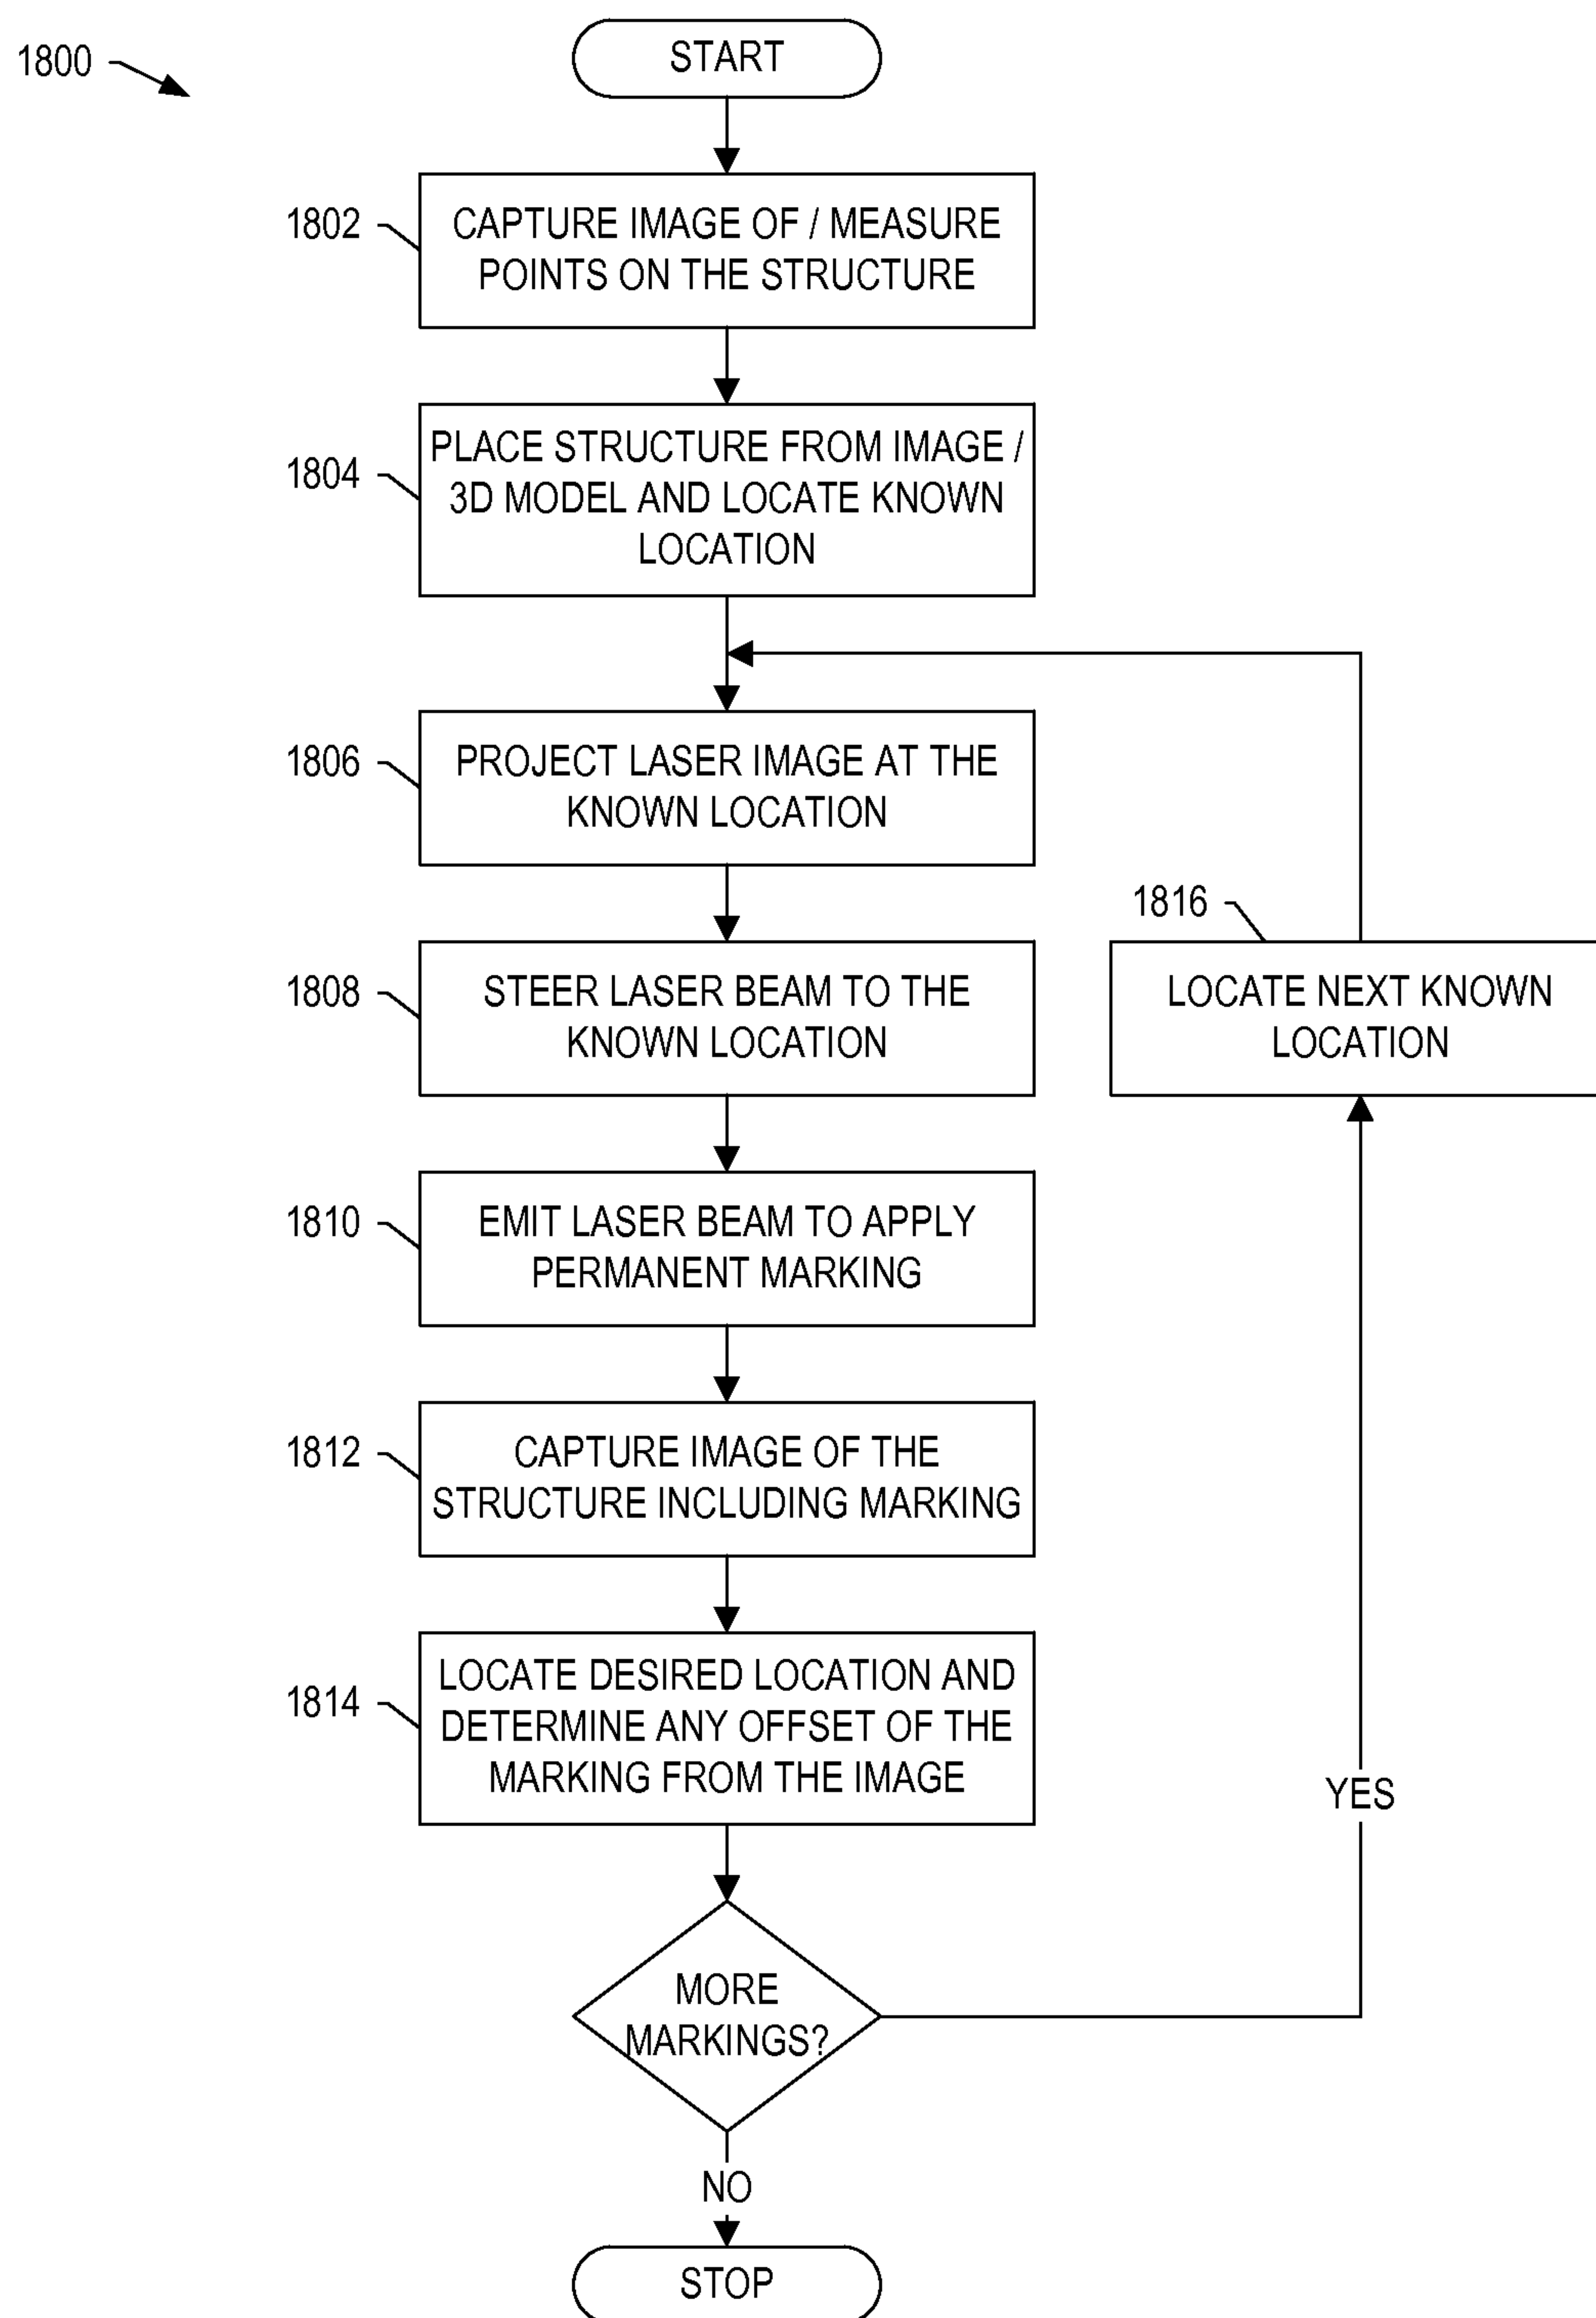 1800
START
1802
CAPTURE IMAGE OF / MEASURE
POINTS ON THE STRUCTURE
1804
PLACE STRUCTURE FROM IMAGE /
3D MODEL AND LOCATE KNOWN
LOCATION
1806
PROJECT LASER IMAGE AT THE
KNOWN LOCATION
1808
STEER LASER BEAM TO THE
KNOWN LOCATION
1816
LOCATE NEXT KNOWN
LOCATION
1810
EMIT LASER BEAM TO APPLY
PERMANENT MARKING
1812
CAPTURE IMAGE OF THE
STRUCTURE INCLUDING MARKING
1814
LOCATE DESIRED LOCATION AND
DETERMINE ANY OFFSET OF THE
MARKING FROM THE IMAGE
YES
MORE
MARKINGS?
NO
STOP